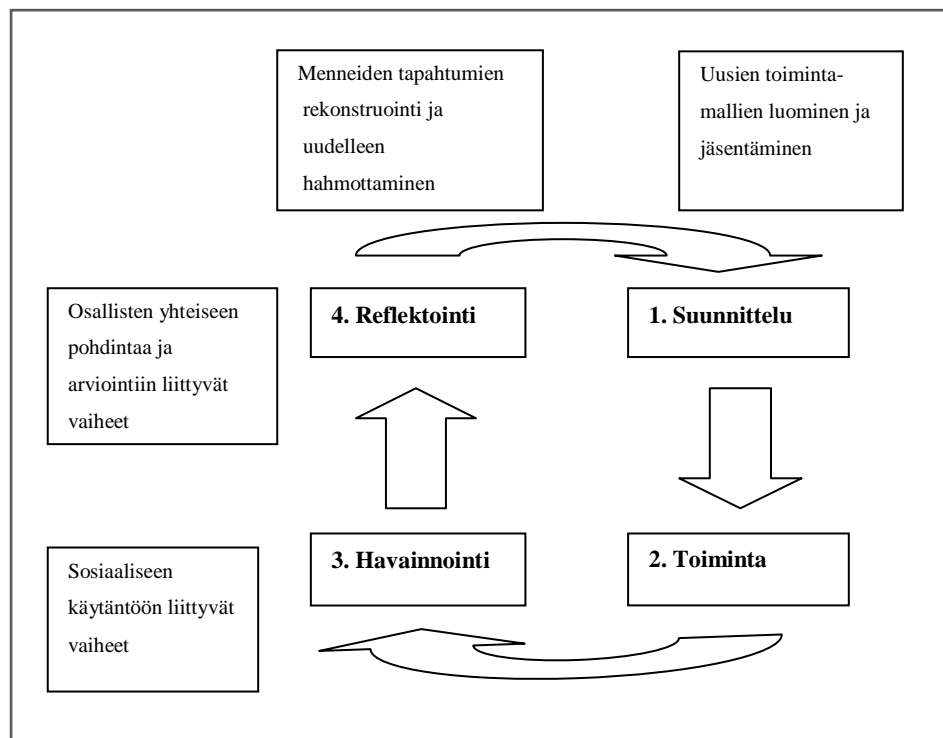 Menneiden tapahtumien
rekonstruointi ja
uudelleen
hahmottaminen
Uusien toiminta-
mallien luominen ja
jäsentäminen
Osallisten yhteiseen
pohdintaa ja
arviointiin liittyvät
vaiheet
4. Reflektointi
1. Suunnittelu
Sosiaaliseen
käytäntöön liittyvät
vaiheet
3. Havainnointi
2. Toiminta